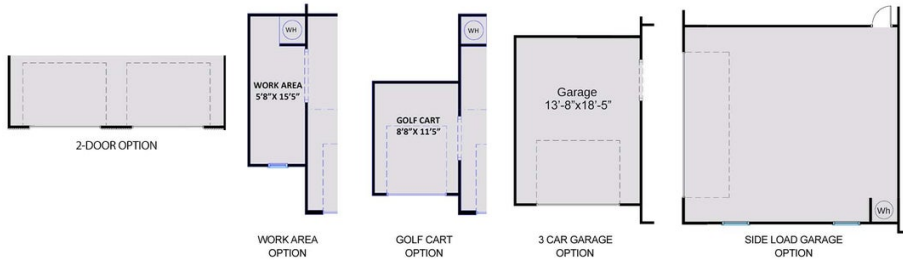 2-DOOR OPTION
WH
WORK AREA
5'8"X 15'5"
WORK AREA
OPTION
WH
GOLF CART
8'8"X 11'5"
GOLF CART
OPTION
Garage
13'-8"x18'-5"
3 CAR GARAGE
OPTION
Wh
SIDE LOAD GARAGE
OPTION